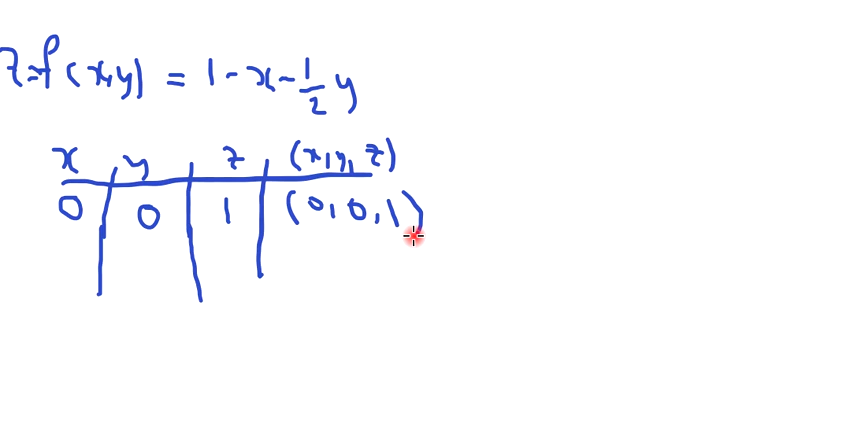 z=f(x,y) = 1-x-1/2 y
x y z (x,y,z)
0 0 1 (0,0,1)